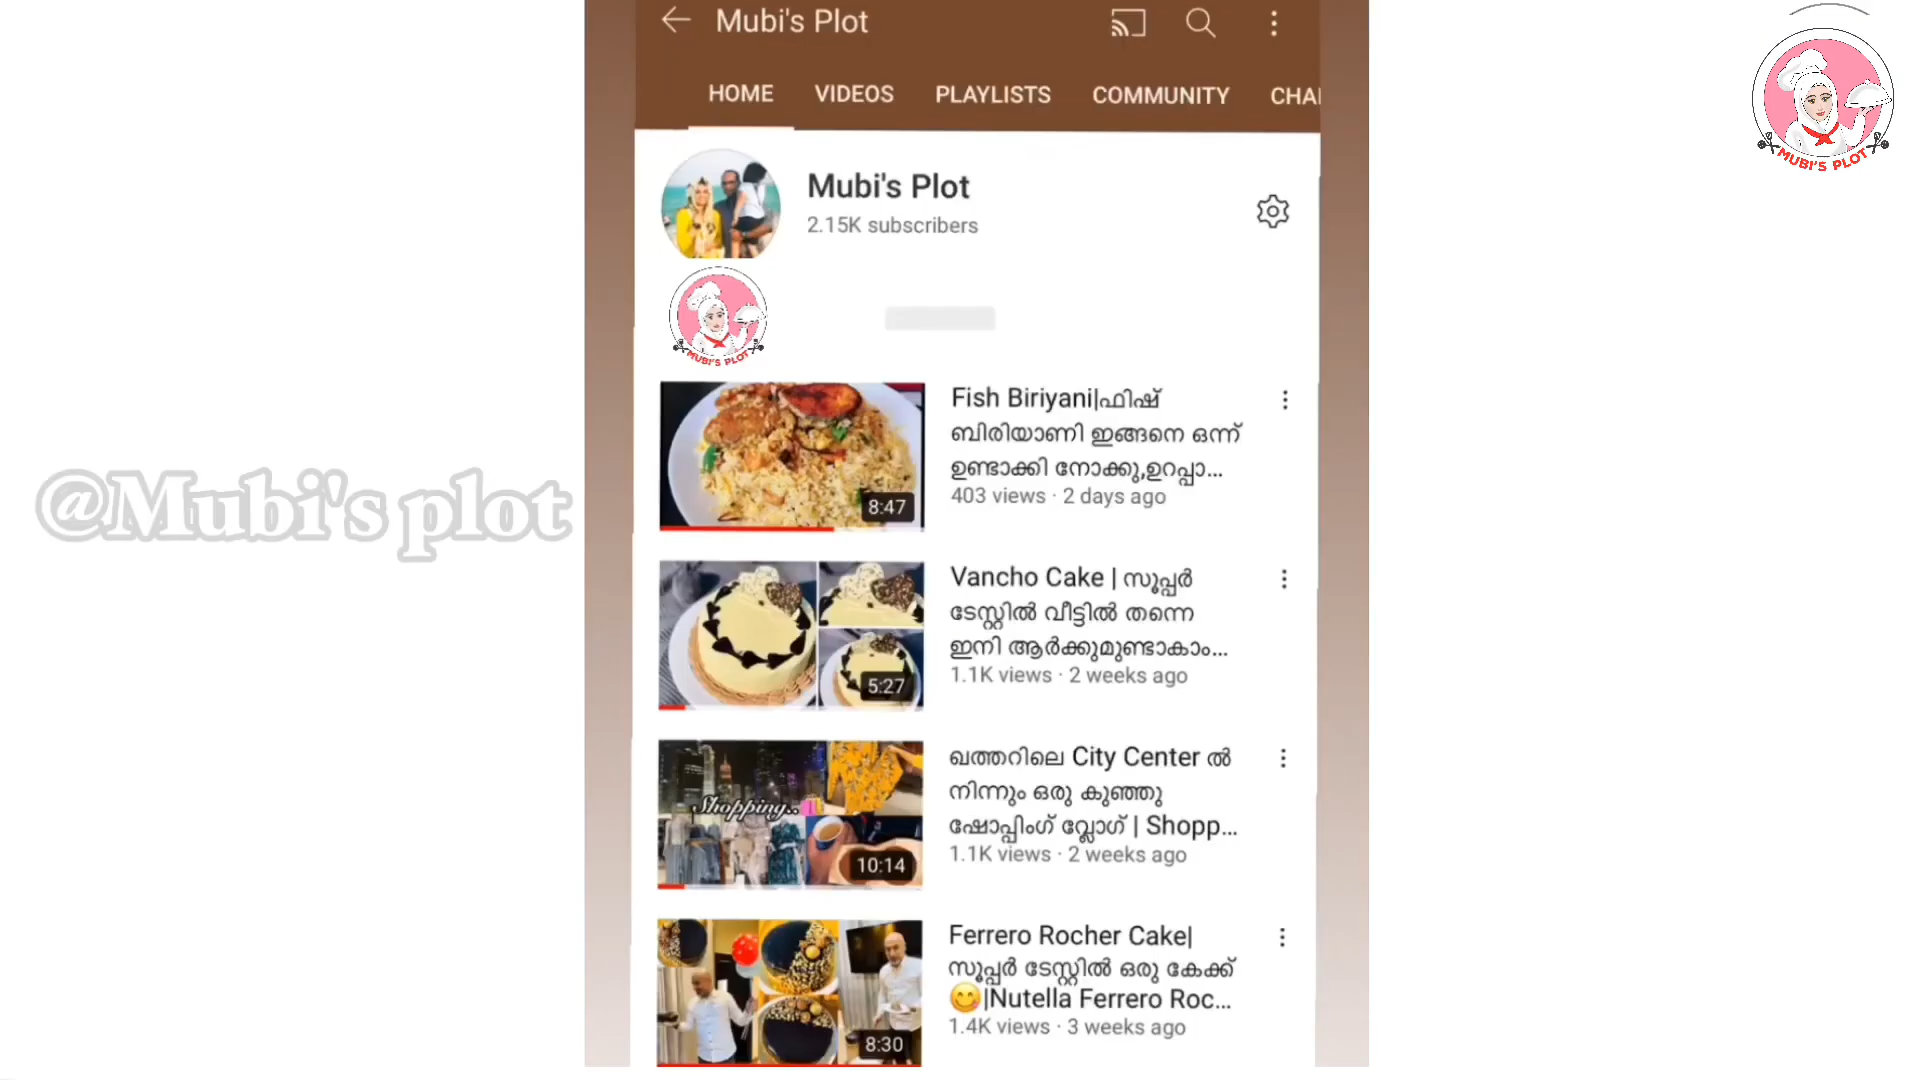 Mubi's Plot
HOME VIDEOS PLAYLISTS COMMUNITY CHA
MUBI'S PLOT
Mubi's Plot
2.15K subscribers
MUBI'S PLOT
Fish Biriyani|ഫിഷ്
ബിരിയാണി ഇങ്ങനെ ഒന്ന്
ഉണ്ടാക്കി നോക്കു,ഉറപ്പാ...
403 views · 2 days ago
8:47
@Mubi's plot
Vancho Cake | സൂപ്പർ
ടേസ്റ്റിൽ വീട്ടിൽ തന്നെ
ഇനി ആർക്കുമുണ്ടാകാം...
1.1K views · 2 weeks ago
5:27
ഖത്തറിലെ City Center ൽ
നിന്നും ഒരു കുഞ്ഞു
ഷോപ്പിംഗ് വ്ലോഗ് | Shopp...
1.1K views · 2 weeks ago
Shopping..
10:14
Ferrero Rocher Cake|
സൂപ്പർ ടേസ്റ്റിൽ ഒരു കേക്ക്
😋|Nutella Ferrero Roc...
1.4K views · 3 weeks ago
8:30